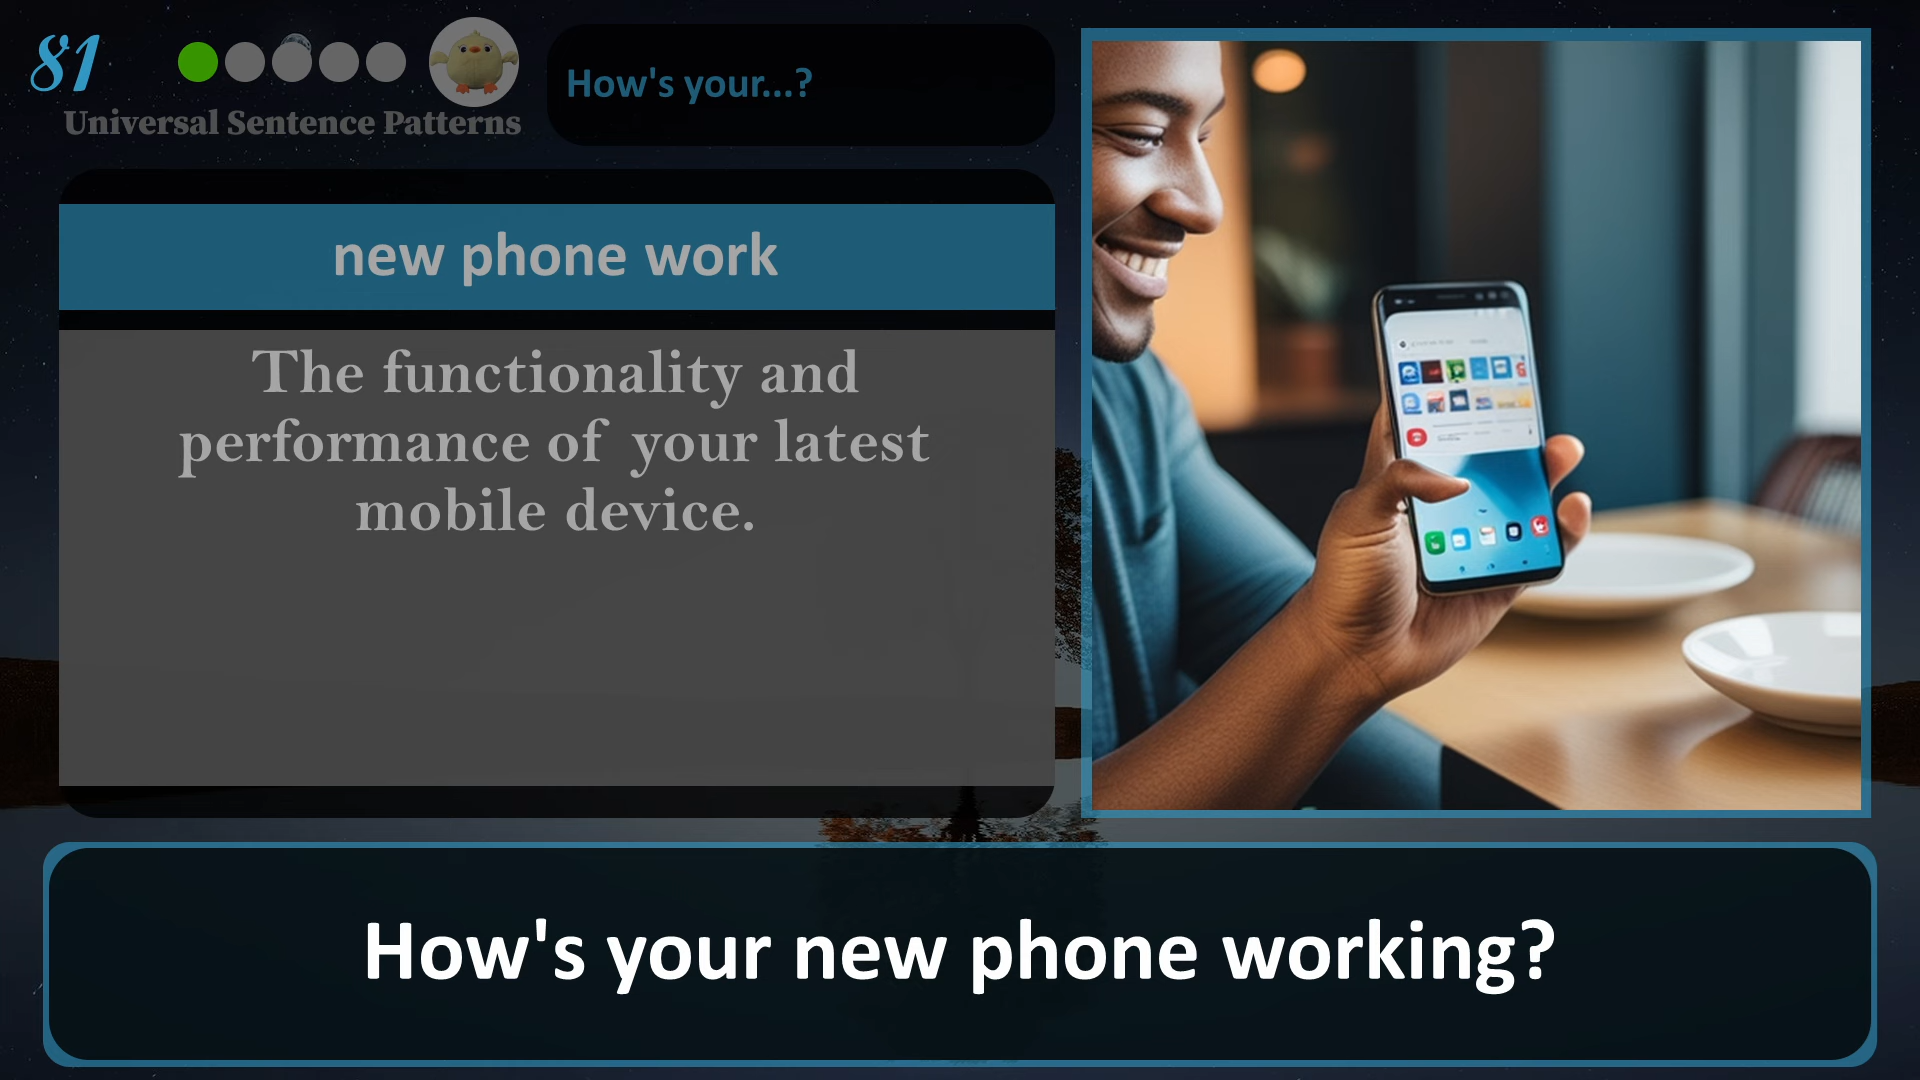 81
Universal Sentence Patterns
How's your...?
new phone work
The functionality and
performance of your latest
mobile device.
How's your new phone working?